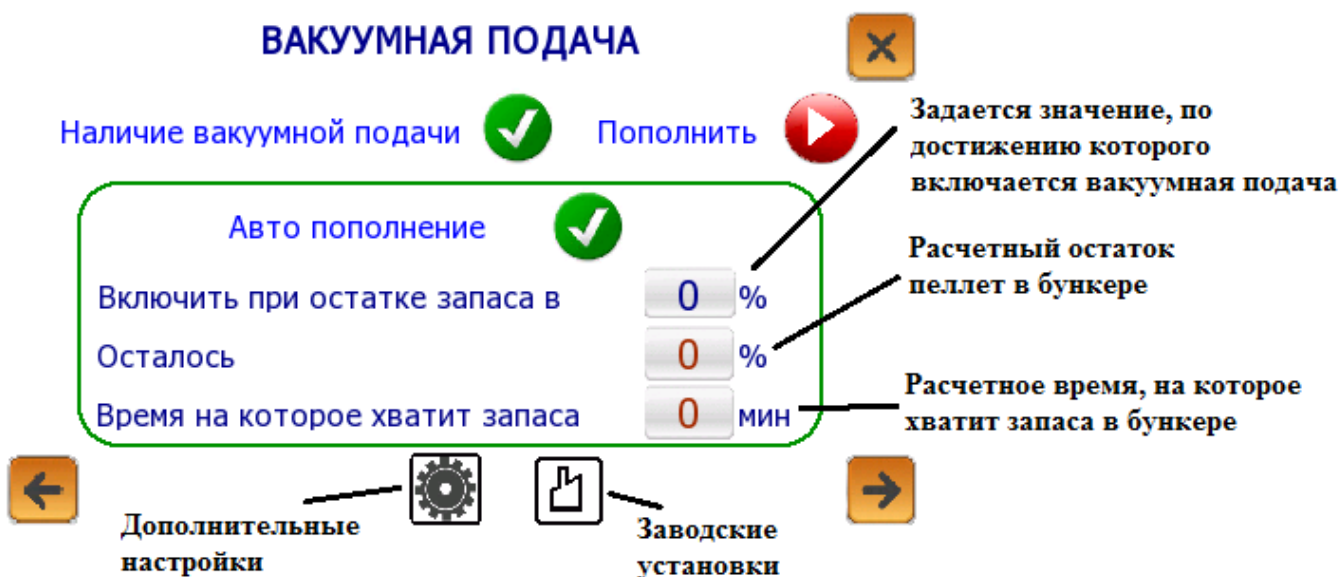 ВАКУУМНАЯ ПОДАЧА
Наличие вакуумной подачи
Пополнить
Задается значение, по
достижению которого
включается вакуумная подача
Авто пополнение
Включить при остатке запаса в 0 %
Расчетный остаток
пеллет в бункере
Осталось 0 %
Время на которое хватит запаса 0 мин
Расчетное время, на которое
хватит запаса в бункере
Дополнительные
настройки
Заводские
установки